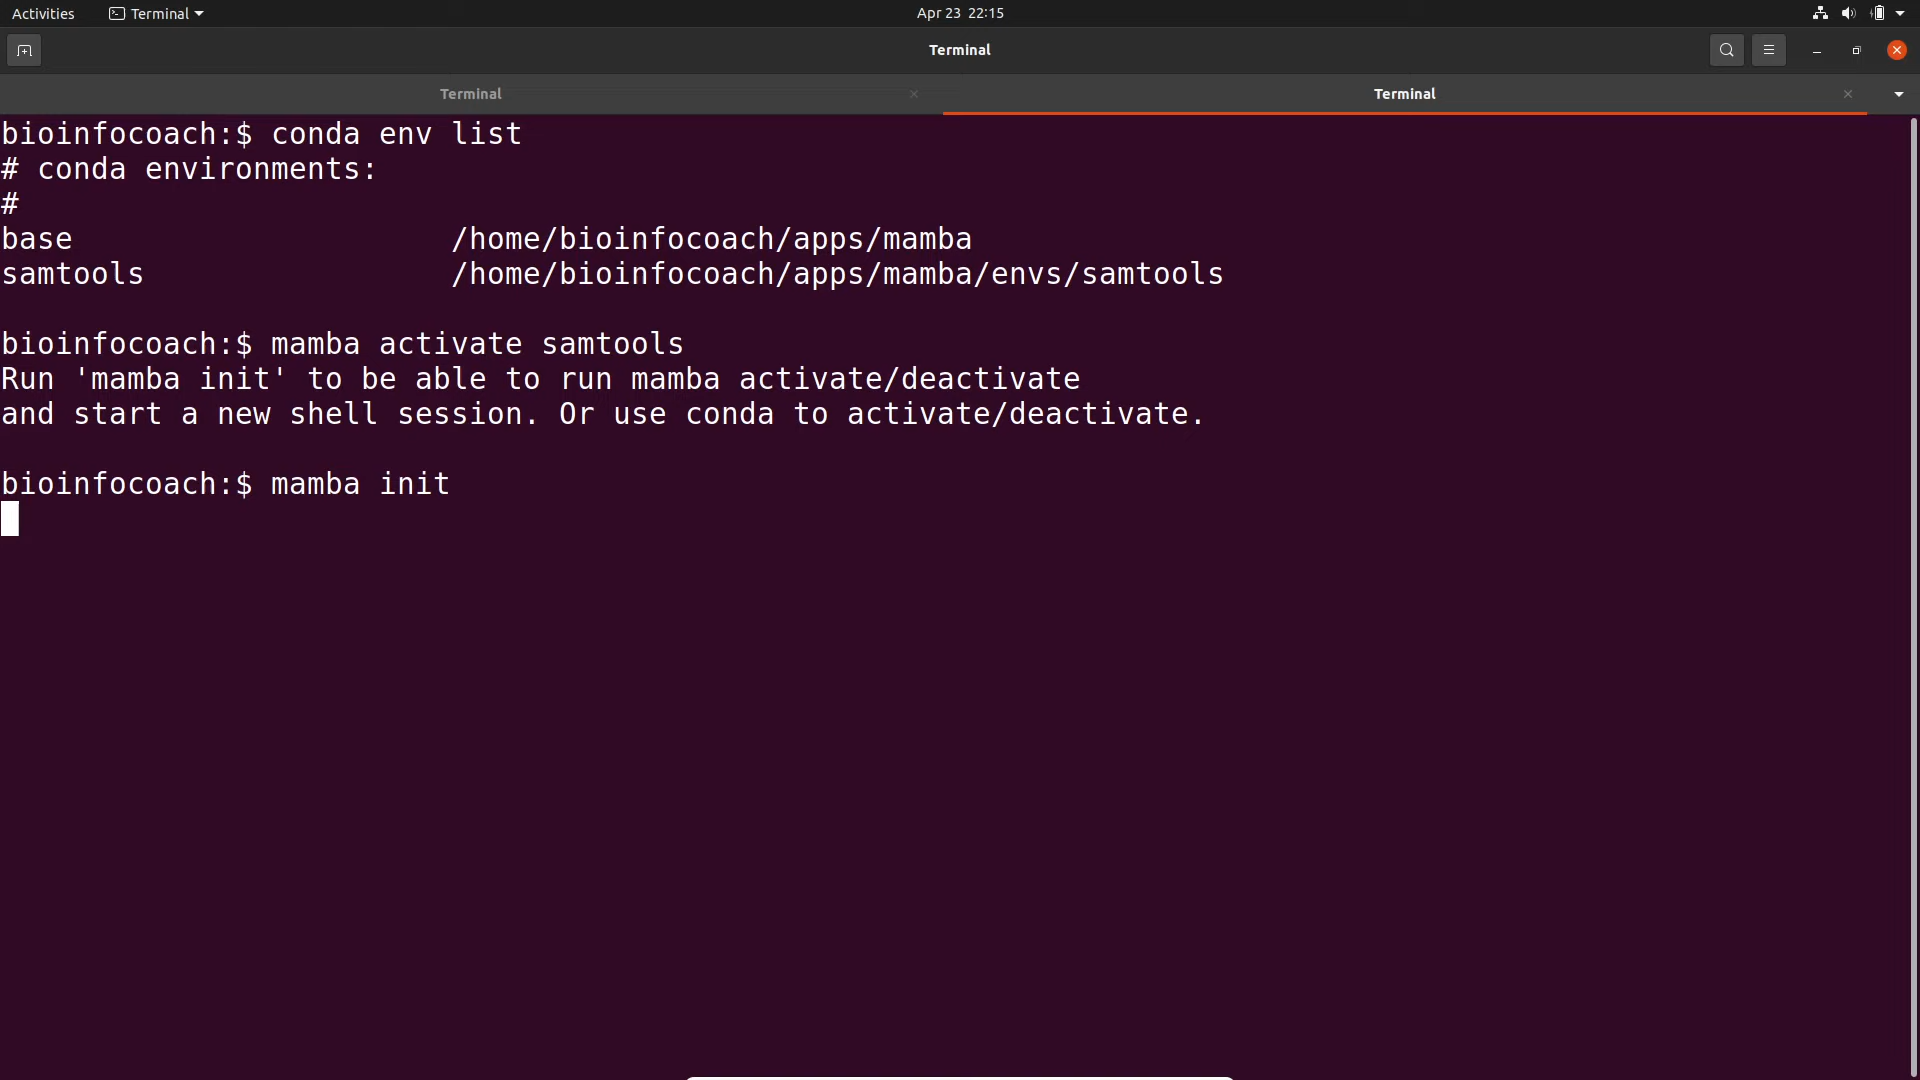 Activities Terminal Apr 23 22:15
Terminal
Terminal Terminal
bioinfocoach:$ conda env list
# conda environments:
#
base /home/bioinfocoach/apps/mamba
samtools /home/bioinfocoach/apps/mamba/envs/samtools
bioinfocoach:$ mamba activate samtools
Run 'mamba init' to be able to run mamba activate/deactivate
and start a new shell session. Or use conda to activate/deactivate.
bioinfocoach:$ mamba init